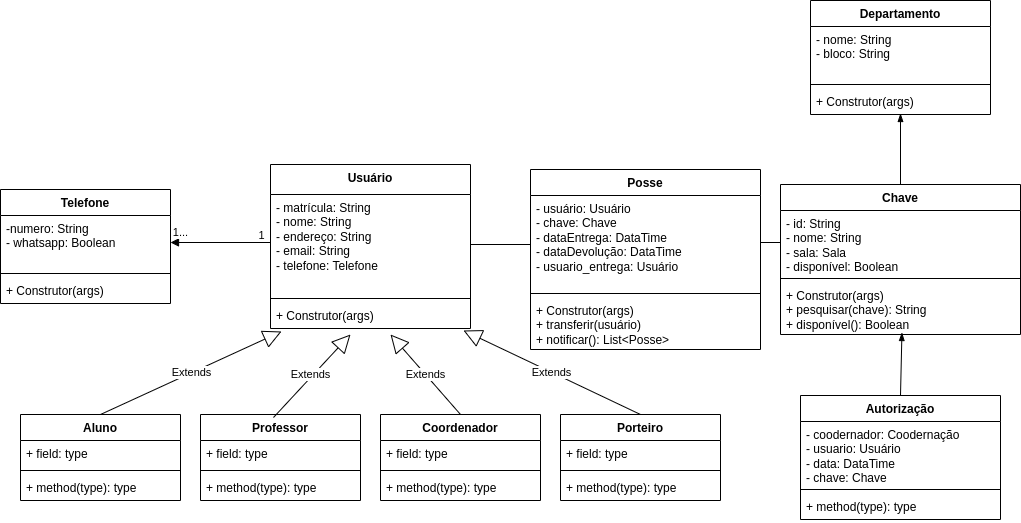 Departamento
- nome: String
- bloco: String
+ Construtor(args)
Telefone
-numero: String
- whatsapp: Boolean
+ Construtor(args)
1...
1
Usuário
- matrícula: String
- nome: String
- endereço: String
- email: String
- telefone: Telefone
+ Construtor(args)
Posse
- usuário: Usuário
- chave: Chave
- dataEntrega: DataTime
- dataDevolução: DataTime
- usuario_entrega: Usuário
+ Construtor(args)
+ transferir(usuário)
+ notificar(): List<Posse>
Chave
- id: String
- nome: String
- sala: Sala
- disponível: Boolean
+ Construtor(args)
+ pesquisar(chave): String
+ disponível(): Boolean
Extends
Extends
Extends
Extends
Aluno
+ field: type
+ method(type): type
Professor
+ field: type
+ method(type): type
Coordenador
+ field: type
+ method(type): type
Porteiro
+ field: type
+ method(type): type
Autorização
- coodernador: Coodernação
- usuario: Usuário
- data: DataTime
- chave: Chave
+ method(type): type